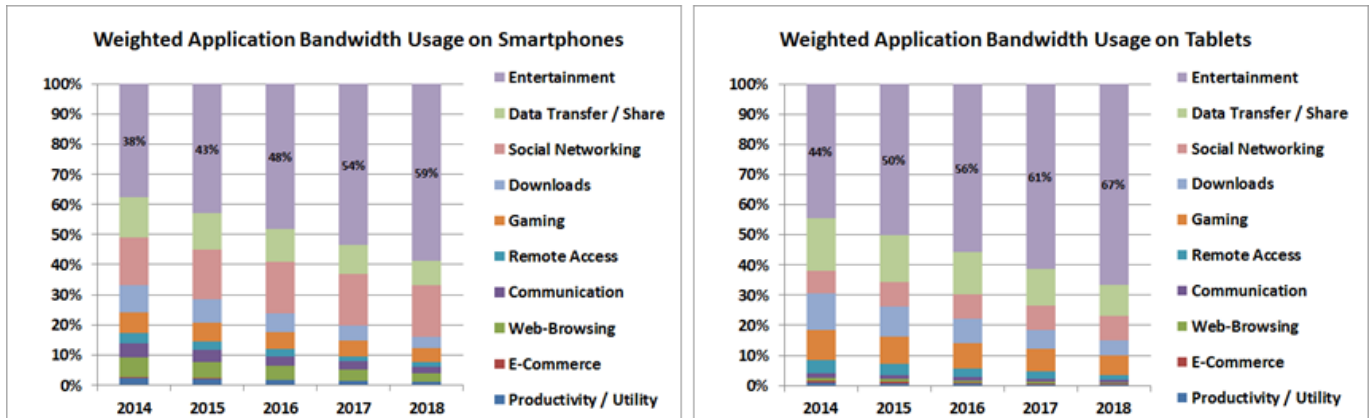 Weighted Application Bandwidth Usage on Smartphones
100%
90%
80%
70%
60%
50%
40%
30%
20%
10%
0%
38%
43%
48%
54%
59%
2014 2015 2016 2017 2018
Entertainment
Data Transfer / Share
Social Networking
Downloads
Gaming
Remote Access
Communication
Web-Browsing
E-Commerce
Productivity / Utility
Weighted Application Bandwidth Usage on Tablets
100%
90%
80%
70%
60%
50%
40%
30%
20%
10%
0%
44%
50%
56%
61%
67%
2014 2015 2016 2017 2018
Entertainment
Data Transfer / Share
Social Networking
Downloads
Gaming
Remote Access
Communication
Web-Browsing
E-Commerce
Productivity / Utility